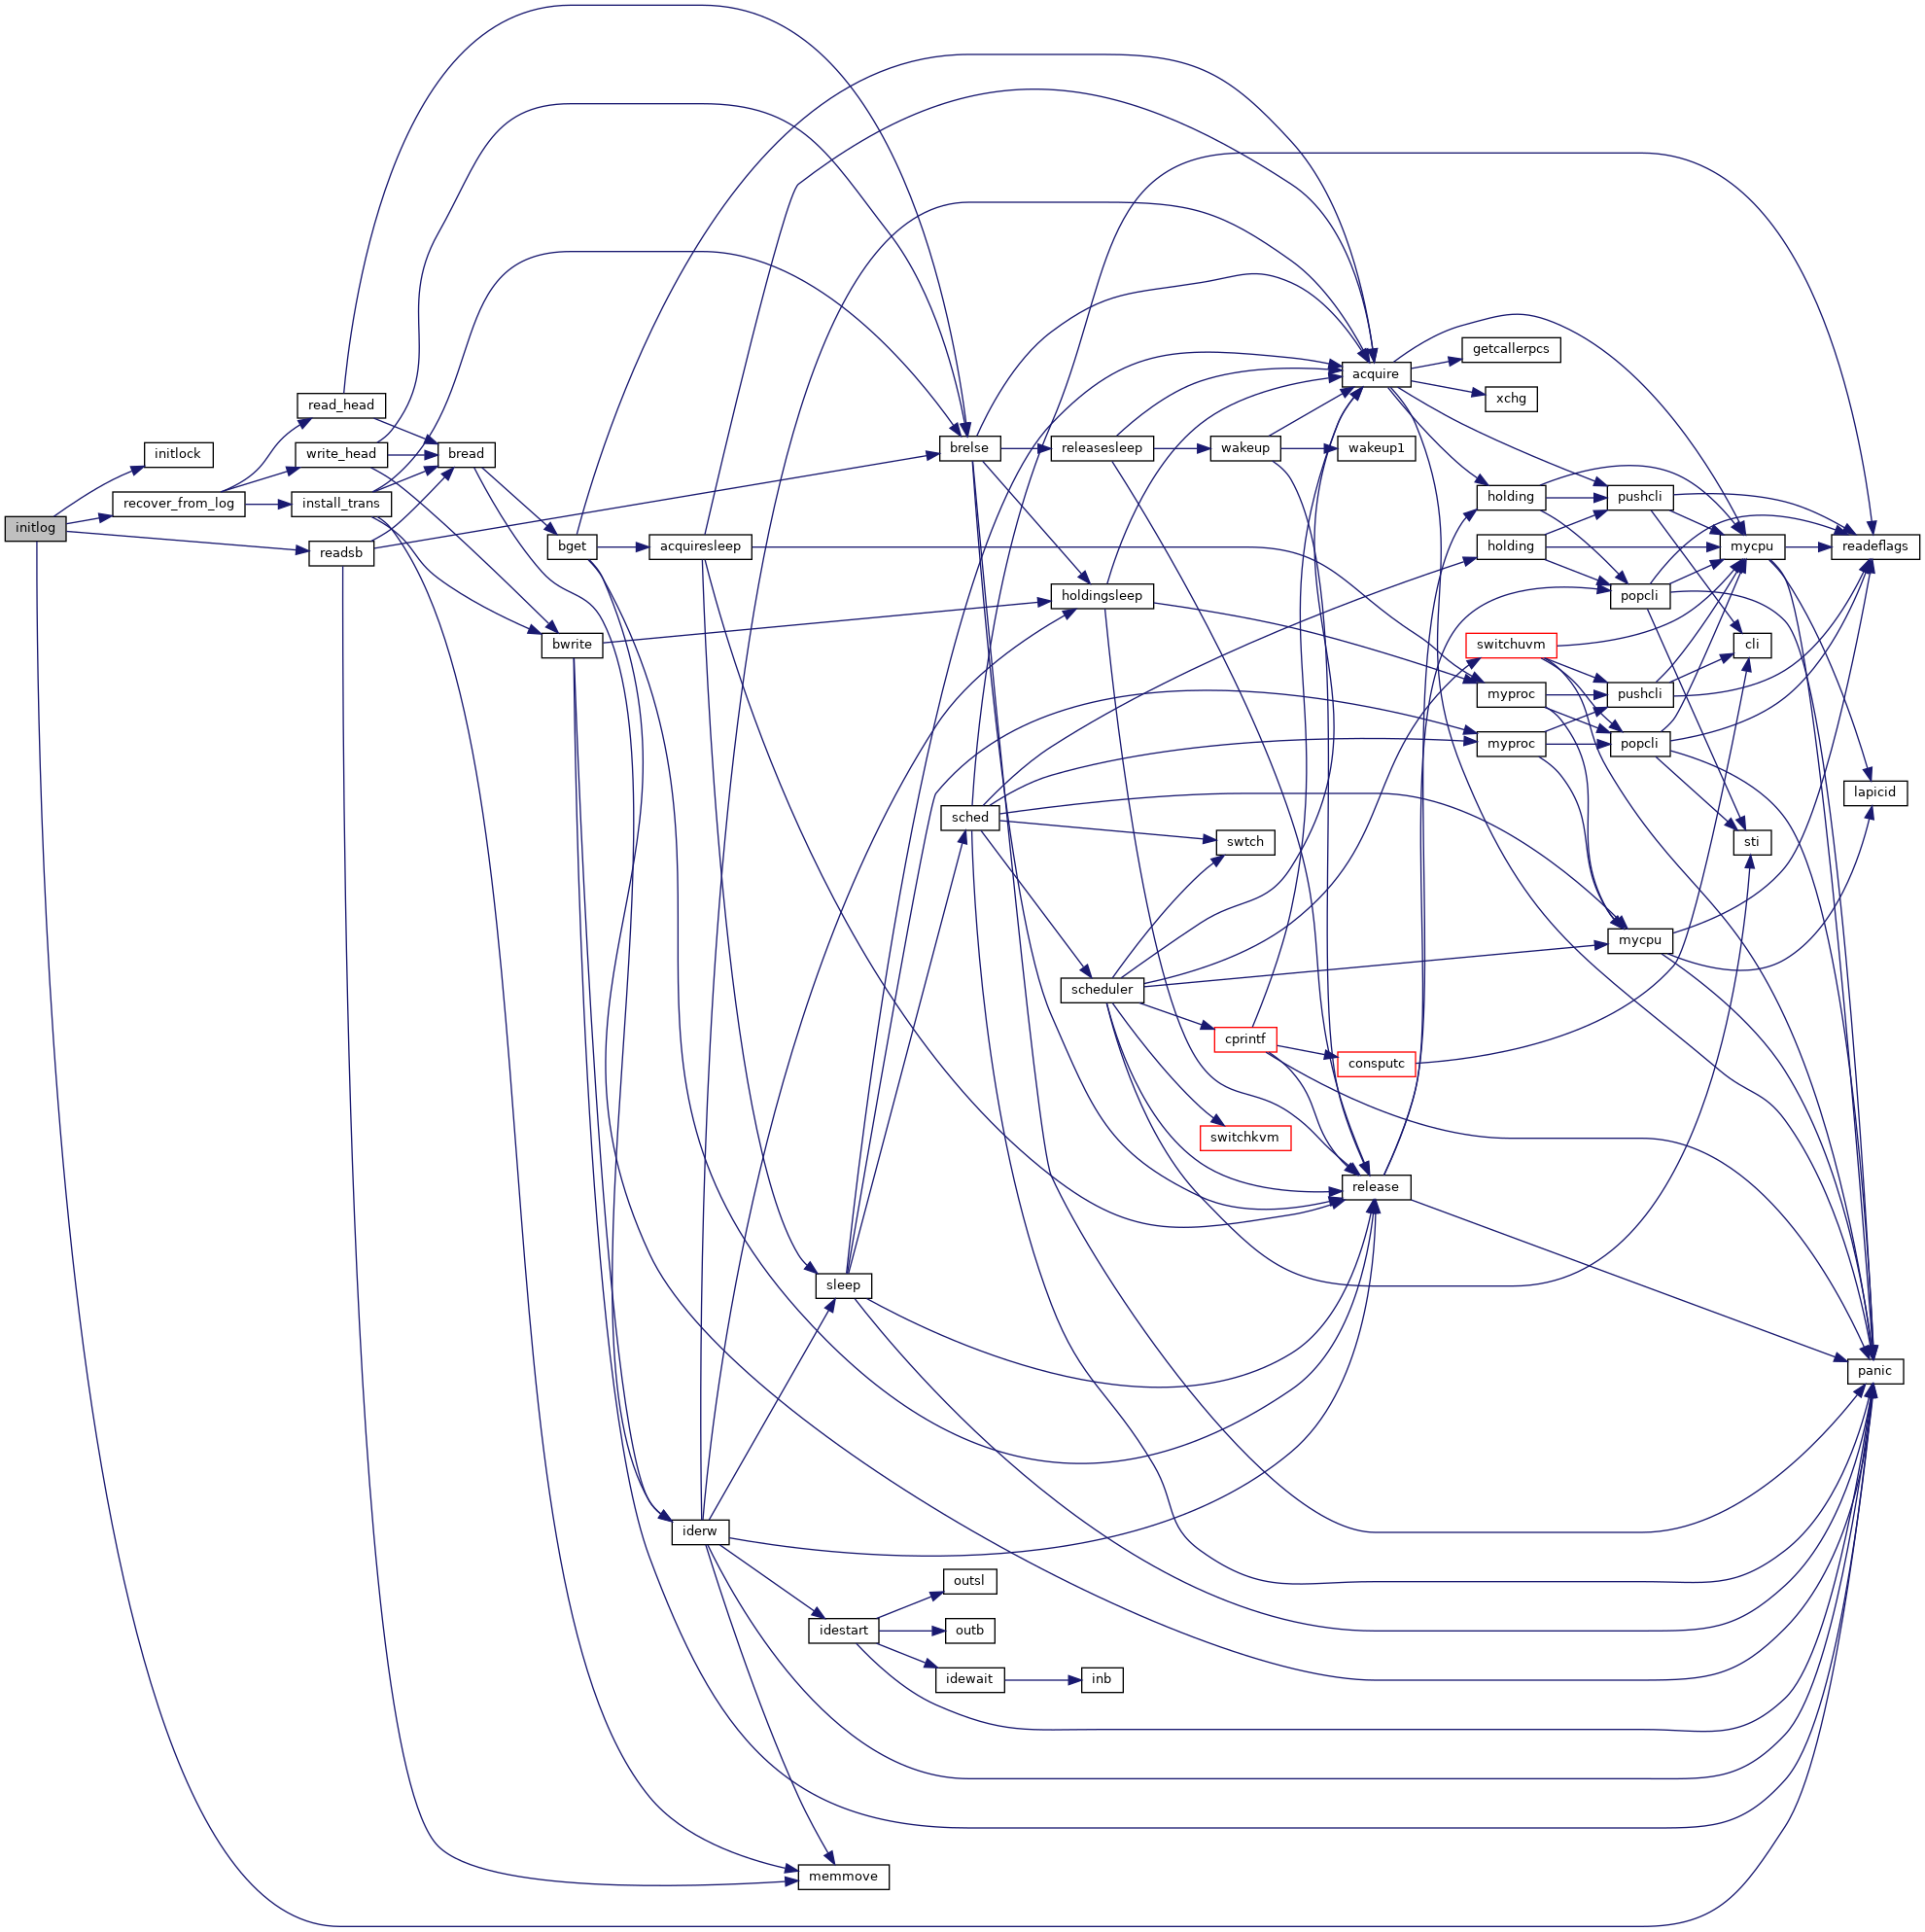 initlog
initlock
recover_from_log
read_head
write_head
install_trans
readsb
bread
bget
bwrite
acquiresleep
iderw
sleep
idestart
memmove
brelse
sched
outsl
outb
idewait
releasesleep
holdingsleep
scheduler
inb
wakeup
swtch
cprintf
switchkvm
acquire
wakeup1
consputc
release
getcallerpcs
xchg
holding
holding
switchuvm
myproc
myproc
pushcli
popcli
pushcli
popcli
mycpu
mycpu
cli
sti
readeflags
lapicid
panic